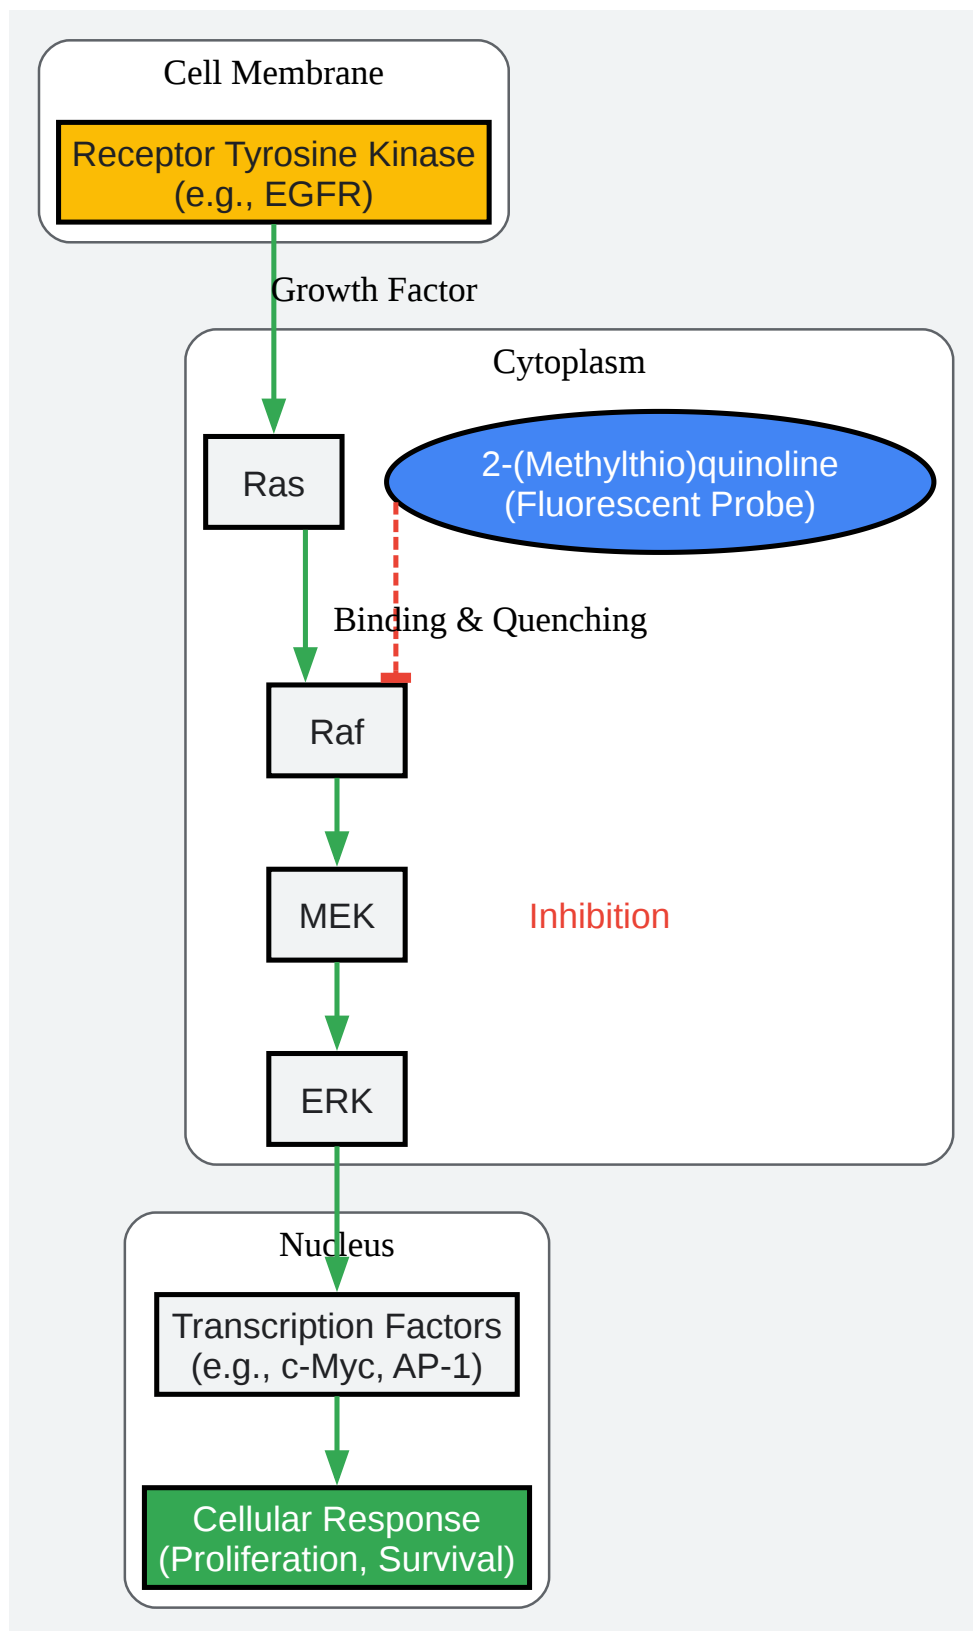 Cell Membrane
Receptor Tyrosine Kinase
(e.g., EGFR)
Growth Factor
Cytoplasm
Ras
2-(Methylthio)quinoline
(Fluorescent Probe)
Binding & Quenching
Raf
MEK
Inhibition
ERK
Nucleus
Transcription Factors
(e.g., c-Myc, AP-1)
Cellular Response
(Proliferation, Survival)